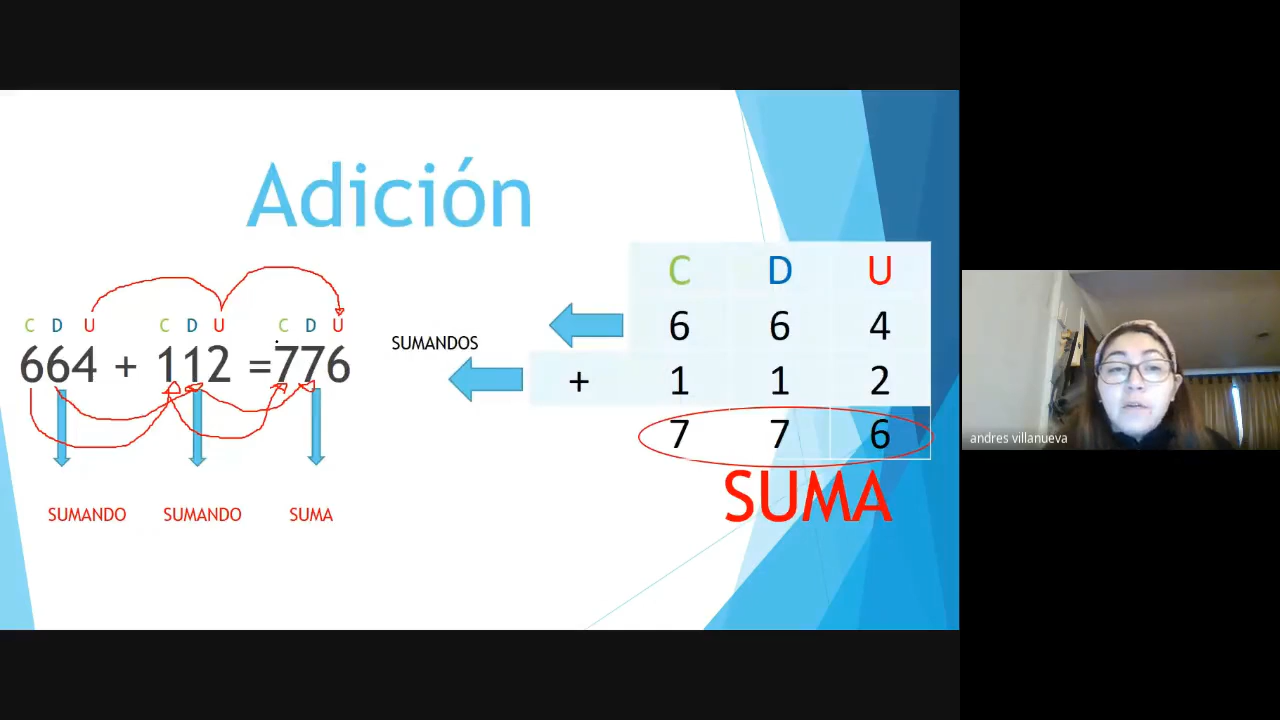 Adición
C D U C D U C D U
664 + 112 =776
SUMANDO SUMANDO SUMA
SUMANDOS
C D U
6 6 4
+ 1 1 2
7 7 6
SUMA
andres villanueva